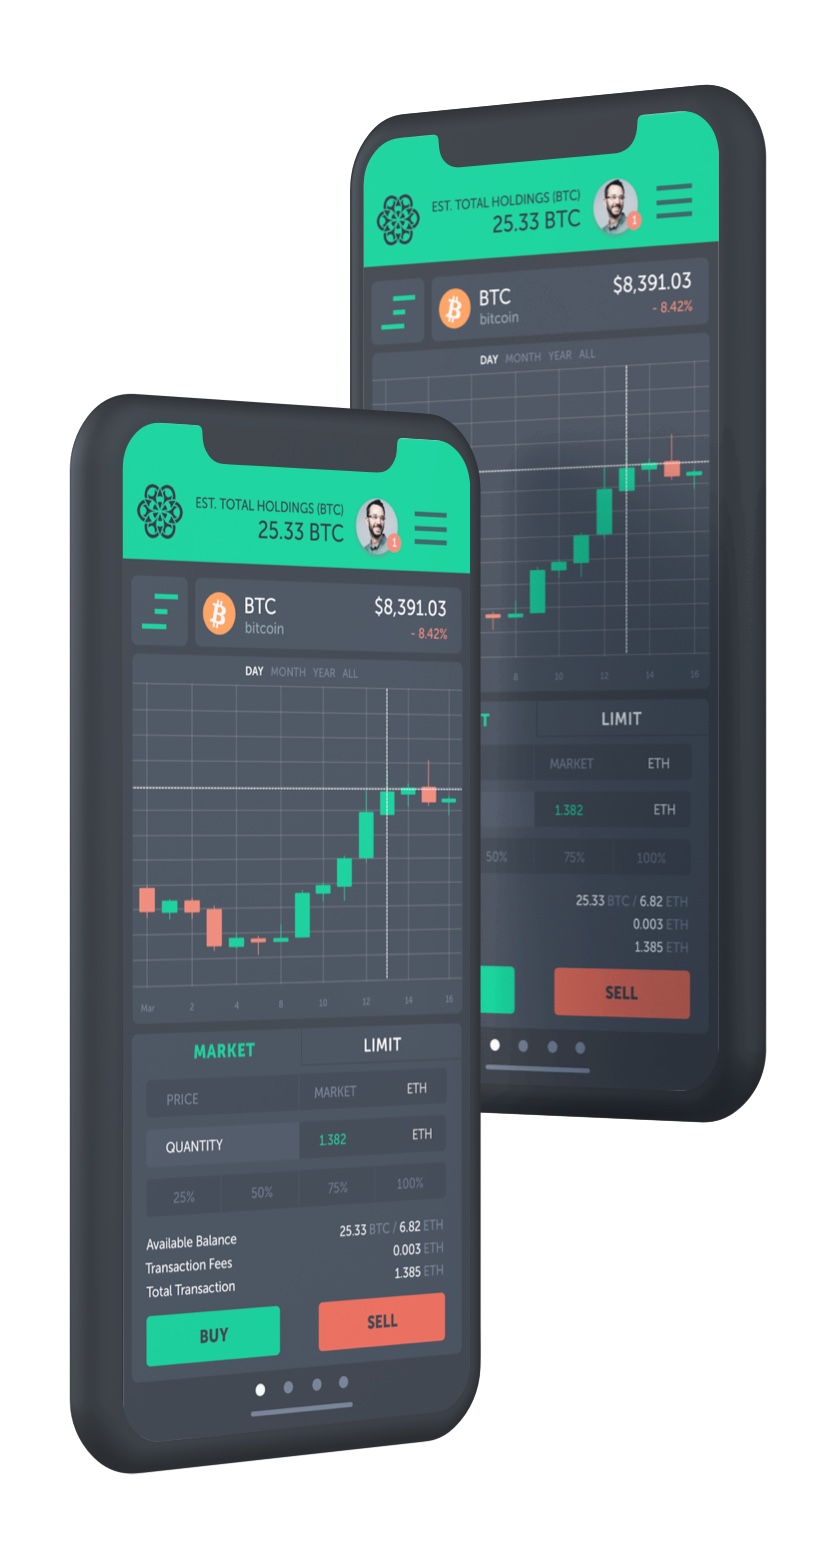 EST. TOTAL HOLDINGS (BTC)
25.33 BTC
1
BTC
bitcoin
$8,391.03
- 8.42%
DAY MONTH YEAR ALL
8 10 12 14 16
T LIMIT
MARKET ETH
1.382 ETH
50% 75% 100%
25.33 BTC / 6.82 ETH
0.003 ETH
1.385 ETH
SELL
EST. TOTAL HOLDINGS (BTC)
25.33 BTC
1
BTC
bitcoin
$8,391.03
- 8.42%
DAY MONTH YEAR ALL
Mar 2 4 8 10 12 14 16
MARKET LIMIT
PRICE MARKET ETH
QUANTITY 1.382 ETH
25% 50% 75% 100%
Available Balance 25.33 BTC / 6.82 ETH
Transaction Fees 0.003 ETH
Total Transaction 1.385 ETH
BUY SELL